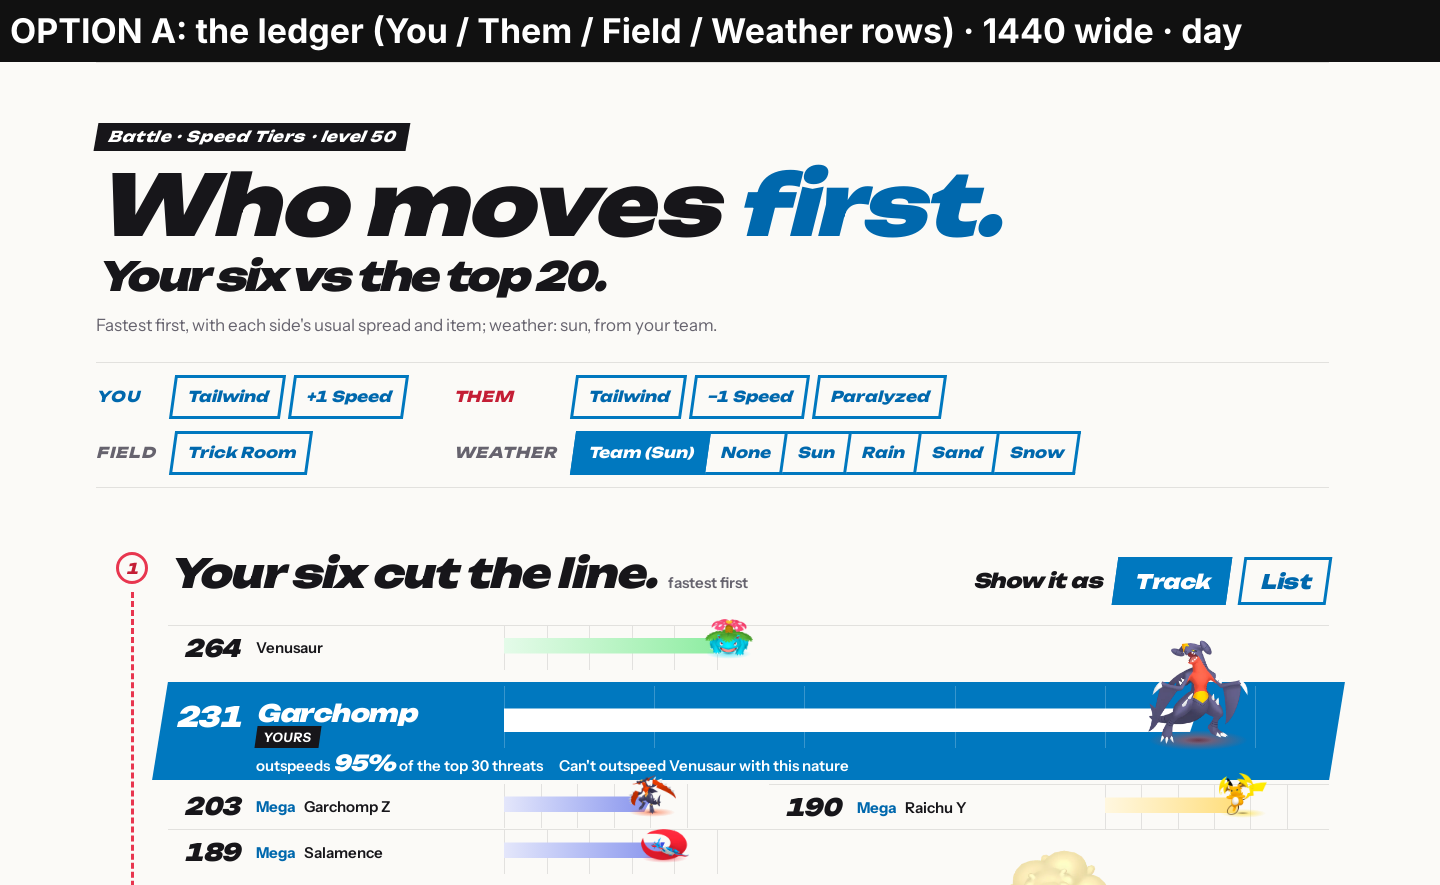 OPTION A: the ledger (You / Them / Field / Weather rows) · 1440 wide · day
Battle · Speed Tiers · level 50
Who moves first.
Your six vs the top 20.
Fastest first, with each side's usual spread and item; weather: sun, from your team.
YOU Tailwind +1 Speed THEM Tailwind −1 Speed Paralyzed
FIELD Trick Room WEATHER Team (Sun) None Sun Rain Sand Snow
1 Your six cut the line. fastest first Show it as Track List
264 Venusaur
231 Garchomp
YOURS
outspeeds 95% of the top 30 threats Can't outspeed Venusaur with this nature
203 Mega Garchomp Z 190 Mega Raichu Y
189 Mega Salamence